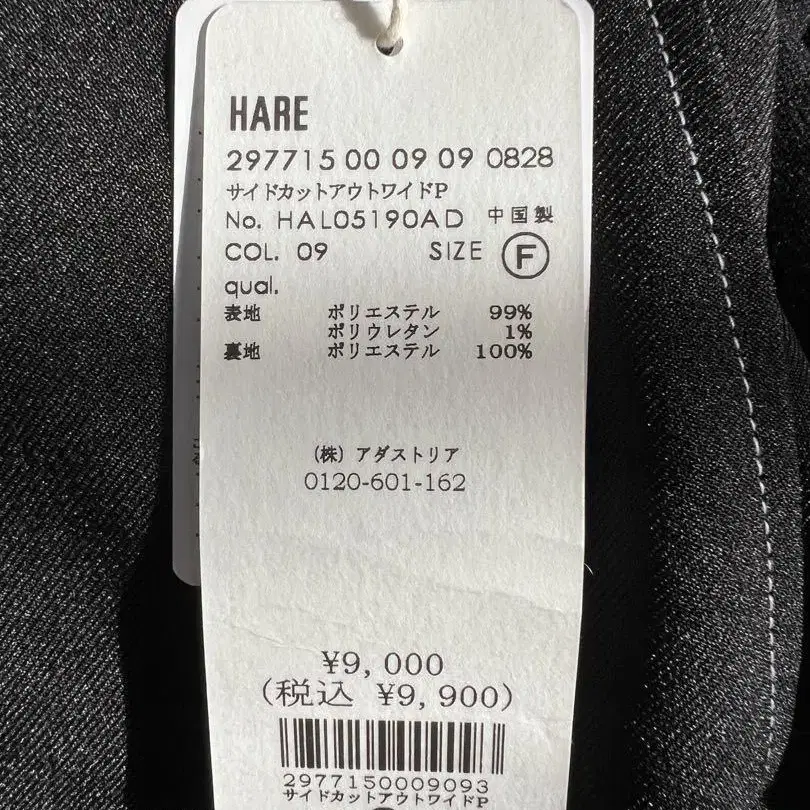 HARE
297715 00 09 09 0828
サイドカットアウトワイドP
No. HAL05190AD 中国製
COL. 09 SIZE F
qual.
表地 ポリエステル 99%
ポリウレタン 1%
裏地 ポリエステル 100%
(株) アダストリア
0120-601-162
¥9,000
(税込 ¥9,900)
2977150009093
サイドカットアウトワイドP